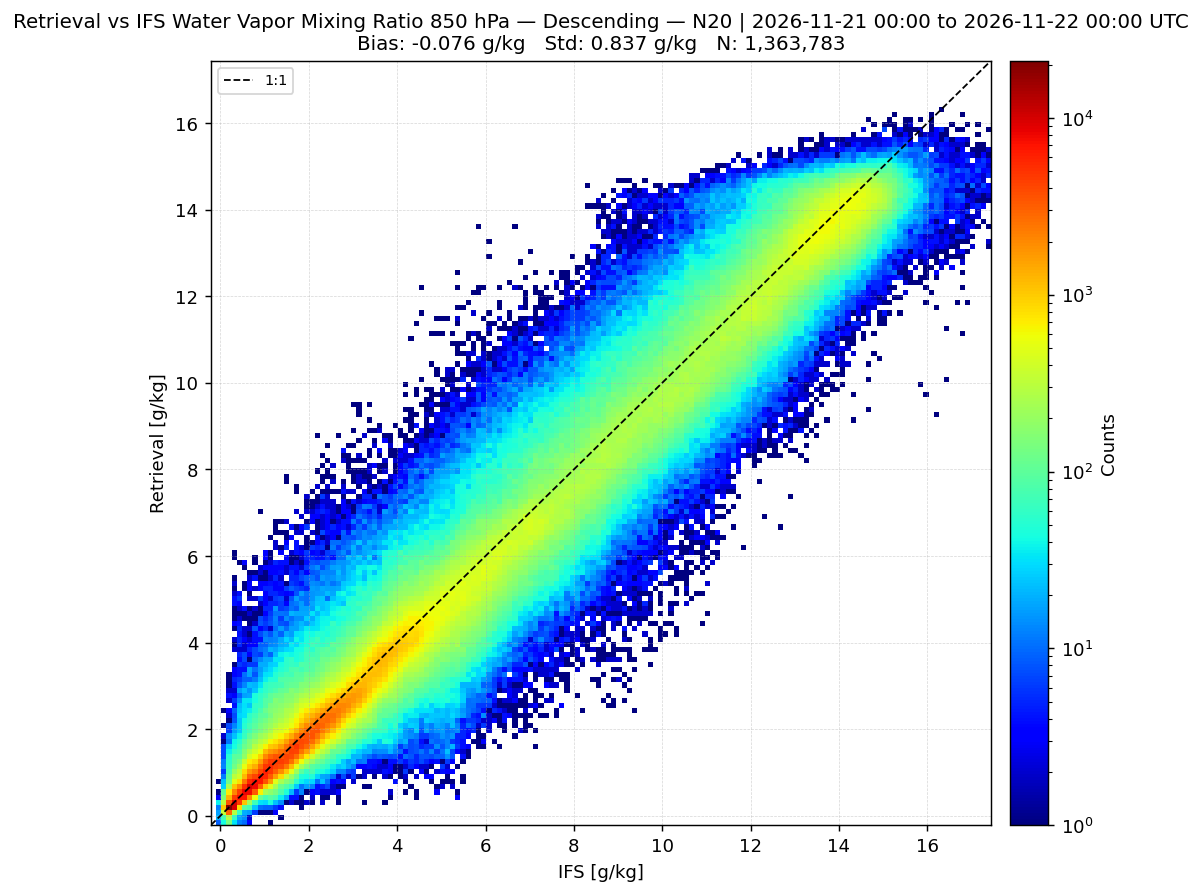 Retrieval vs IFS Water Vapor Mixing Ratio 850 hPa — Descending — N20 | 2026-11-21 00:00 to 2026-11-22 00:00 UTC
Bias: -0.076 g/kg   Std: 0.837 g/kg   N: 1,363,783
1:1
Retrieval [g/kg]
16
14
12
10
8
6
4
2
0
0 2 4 6 8 10 12 14 16
IFS [g/kg]
10^4
10^3
10^2
10^1
10^0
Counts